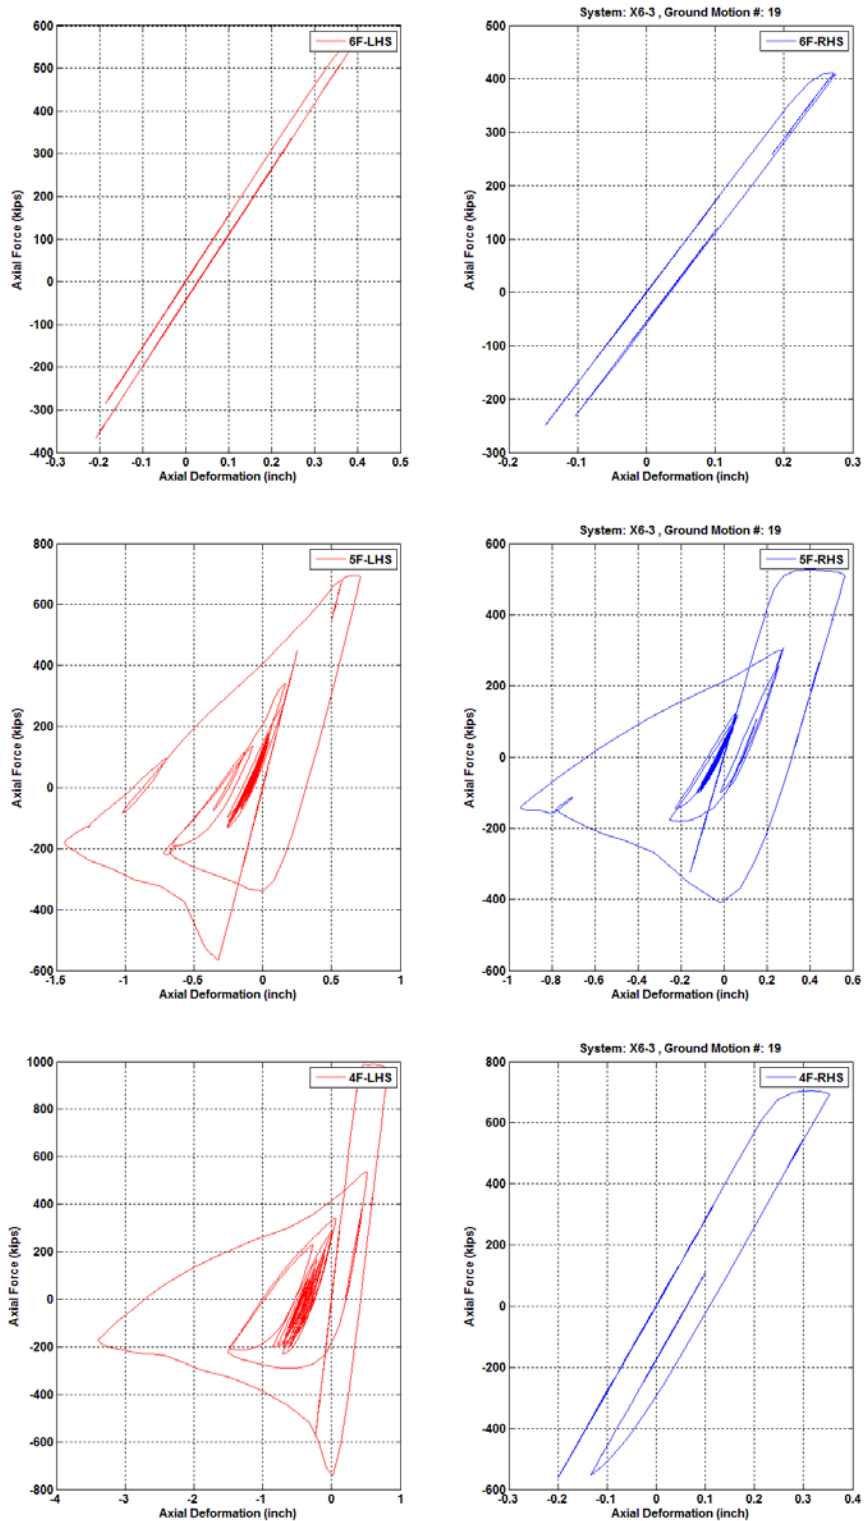 System: X6-3 , Ground Motion #: 19
6F-LHS
6F-RHS
600
500
400
300
200
100
0
-100
-200
-300
-400
Axial Force (kips)
-0.3 -0.2 -0.1 0 0.1 0.2 0.3 0.4 0.5
Axial Deformation (inch)
500
400
300
200
100
0
-100
-200
-300
Axial Force (kips)
-0.2 -0.1 0 0.1 0.2 0.3
Axial Deformation (inch)
System: X6-3 , Ground Motion #: 19
5F-LHS
5F-RHS
800
600
400
200
0
-200
-400
-600
Axial Force (kips)
-1.5 -1 -0.5 0 0.5 1
Axial Deformation (inch)
600
400
200
0
-200
-400
-600
Axial Force (kips)
-1 -0.8 -0.6 -0.4 -0.2 0 0.2 0.4 0.6
Axial Deformation (inch)
System: X6-3 , Ground Motion #: 19
4F-LHS
4F-RHS
1000
800
600
400
200
0
-200
-400
-600
-800
Axial Force (kips)
-4 -3 -2 -1 0 1
Axial Deformation (inch)
800
600
400
200
0
-200
-400
-600
Axial Force (kips)
-0.3 -0.2 -0.1 0 0.1 0.2 0.3 0.4
Axial Deformation (inch)